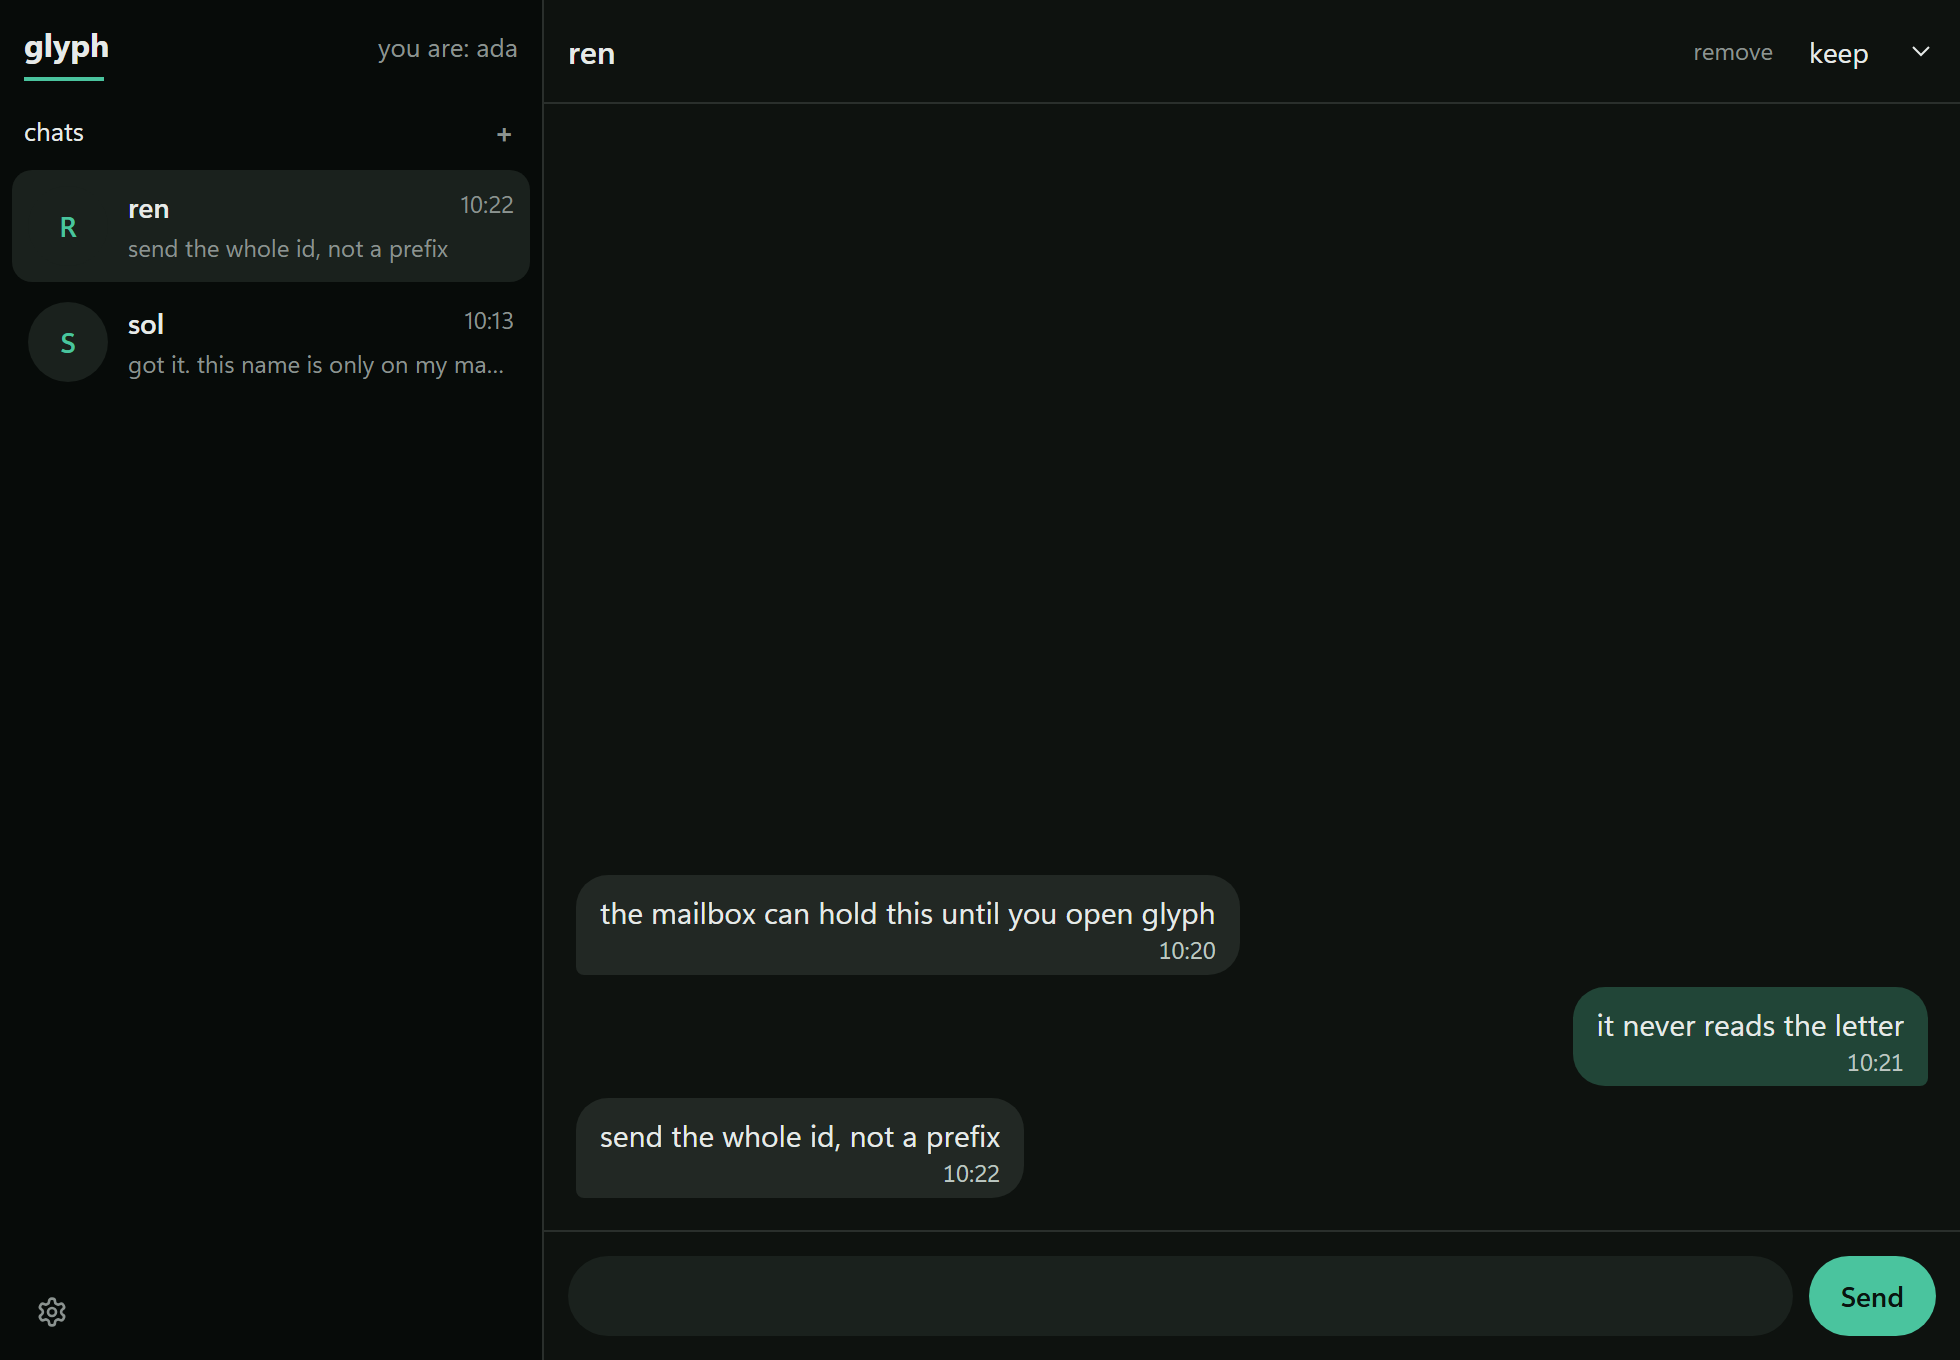 glyph
you are: ada
chats
+
R
ren
10:22
send the whole id, not a prefix
S
sol
10:13
got it. this name is only on my ma...
ren
remove
keep
the mailbox can hold this until you open glyph
10:20
it never reads the letter
10:21
send the whole id, not a prefix
10:22
Send